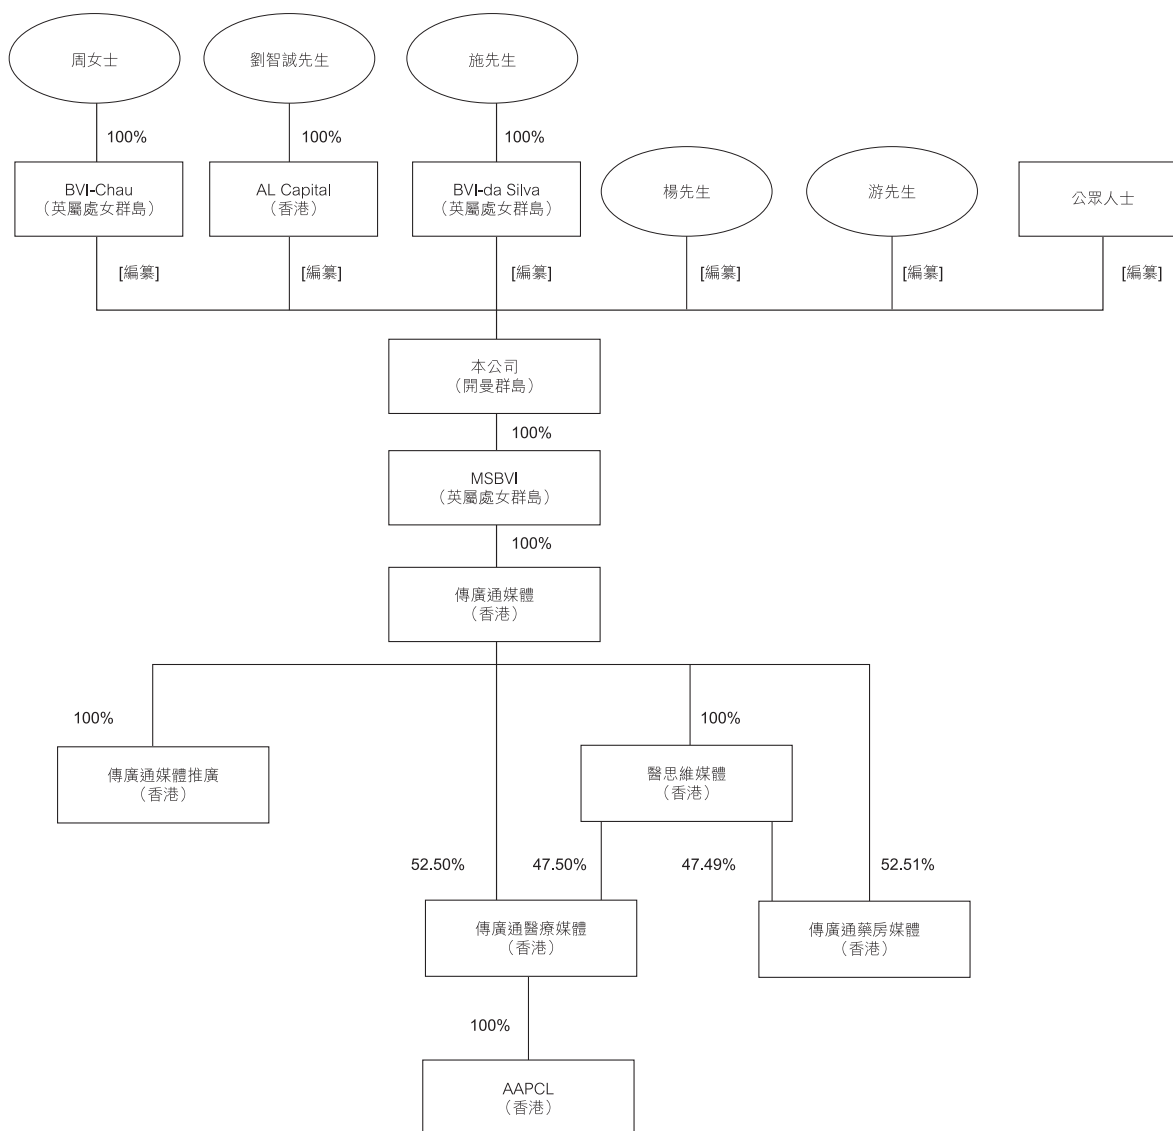 周女士
劉智誠先生
施先生
100%
100%
100%
BVI-Chau
（英屬處女群島）
AL Capital
（香港）
BVI-da Silva
（英屬處女群島）
楊先生
游先生
公眾人士
[編纂]
[編纂]
[編纂]
[編纂]
[編纂]
[編纂]
本公司
（開曼群島）
100%
MSBVI
（英屬處女群島）
100%
傳廣通媒體
（香港）
100%
100%
傳廣通媒體推廣
（香港）
醫思維媒體
（香港）
52.50%
47.50%
47.49%
52.51%
傳廣通醫療媒體
（香港）
傳廣通藥房媒體
（香港）
100%
AAPCL
（香港）